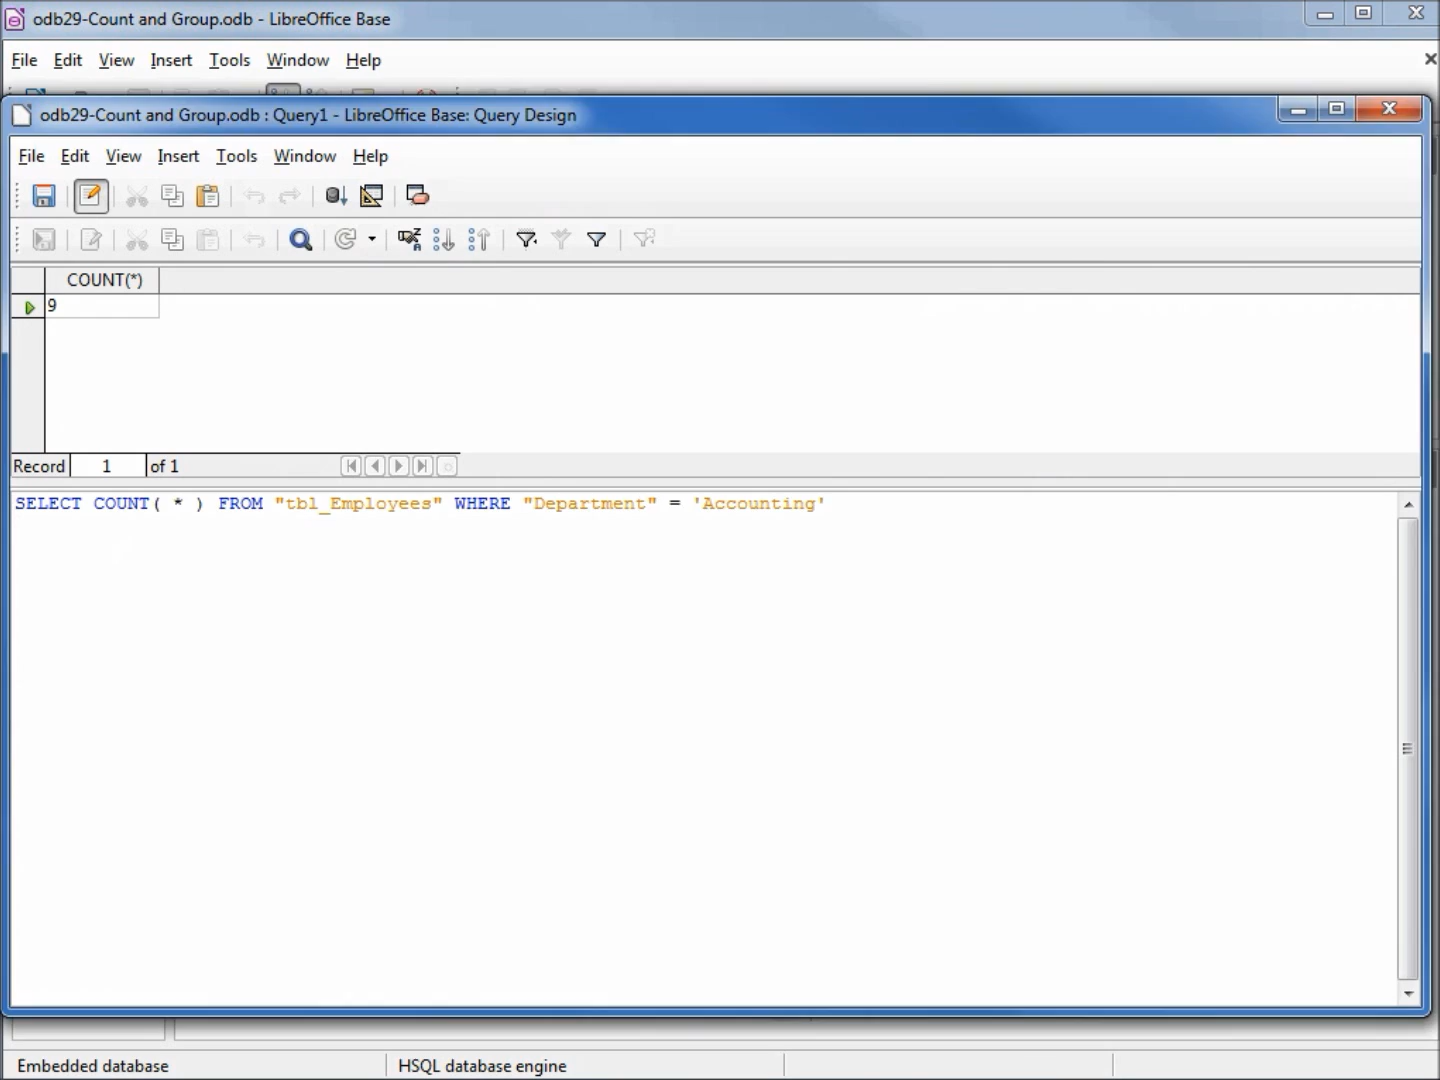 odb29-Count and Group.odb - LibreOffice Base
File Edit View Insert Tools Window Help
odb29-Count and Group.odb : Query1 - LibreOffice Base: Query Design
File Edit View Insert Tools Window Help
COUNT(*)
9
Record 1 of 1
SELECT COUNT( * ) FROM "tbl_Employees" WHERE "Department" = 'Accounting'
Embedded database HSQL database engine